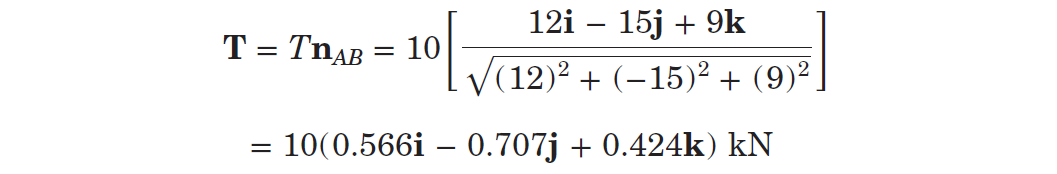 T = Tn_AB = 10[(12i − 15j + 9k) / √((12)² + (−15)² + (9)²)]
= 10(0.566i − 0.707j + 0.424k) kN